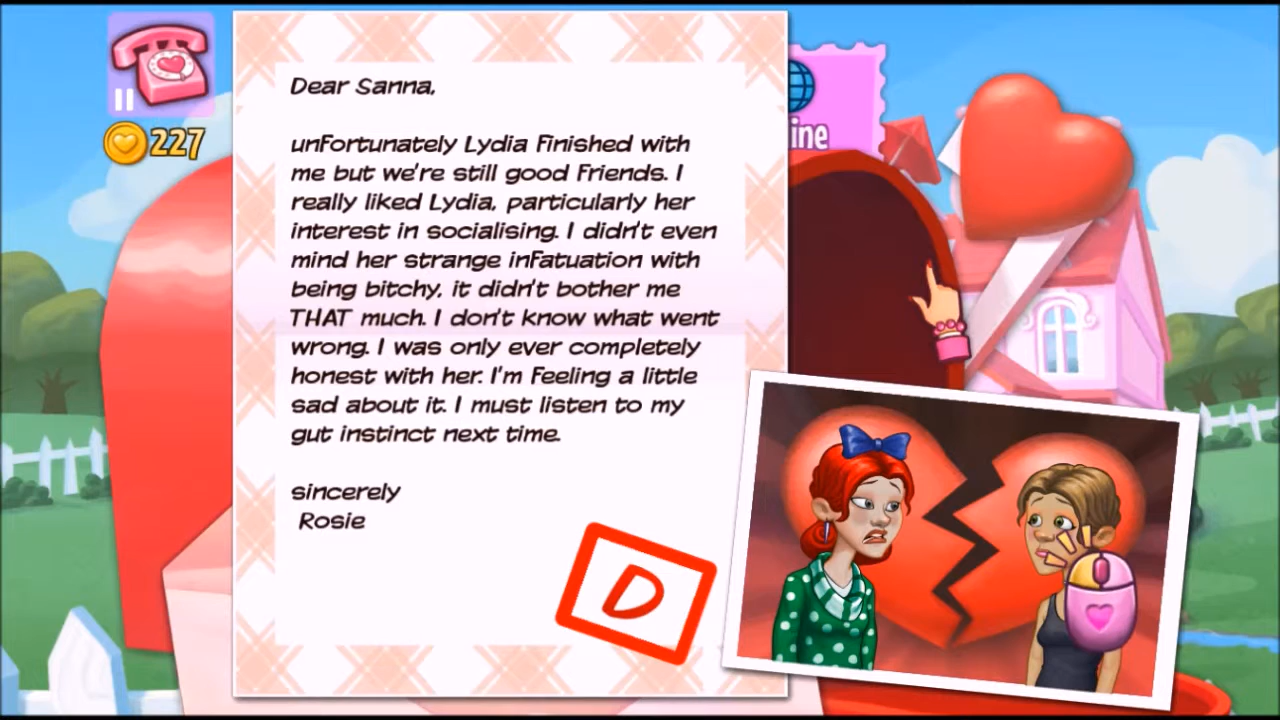 227
Dear Sanna,
unfortunately Lydia finished with
me but we're still good friends. I
really liked Lydia, particularly her
interest in socialising. I didn't even
mind her strange infatuation with
being bitchy, it didn't bother me
THAT much. I don't know what went
wrong. I was only ever completely
honest with her. I'm feeling a little
sad about it. I must listen to my
gut instinct next time.
sincerely
Rosie
D
ine